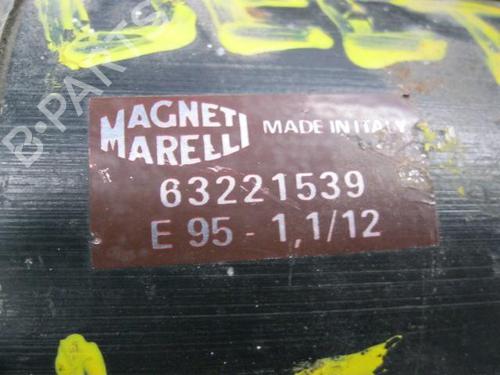 B-PARTS
MAGNETI MARELLI
MADE IN ITALY
63221539
E 95 - 1,1/12